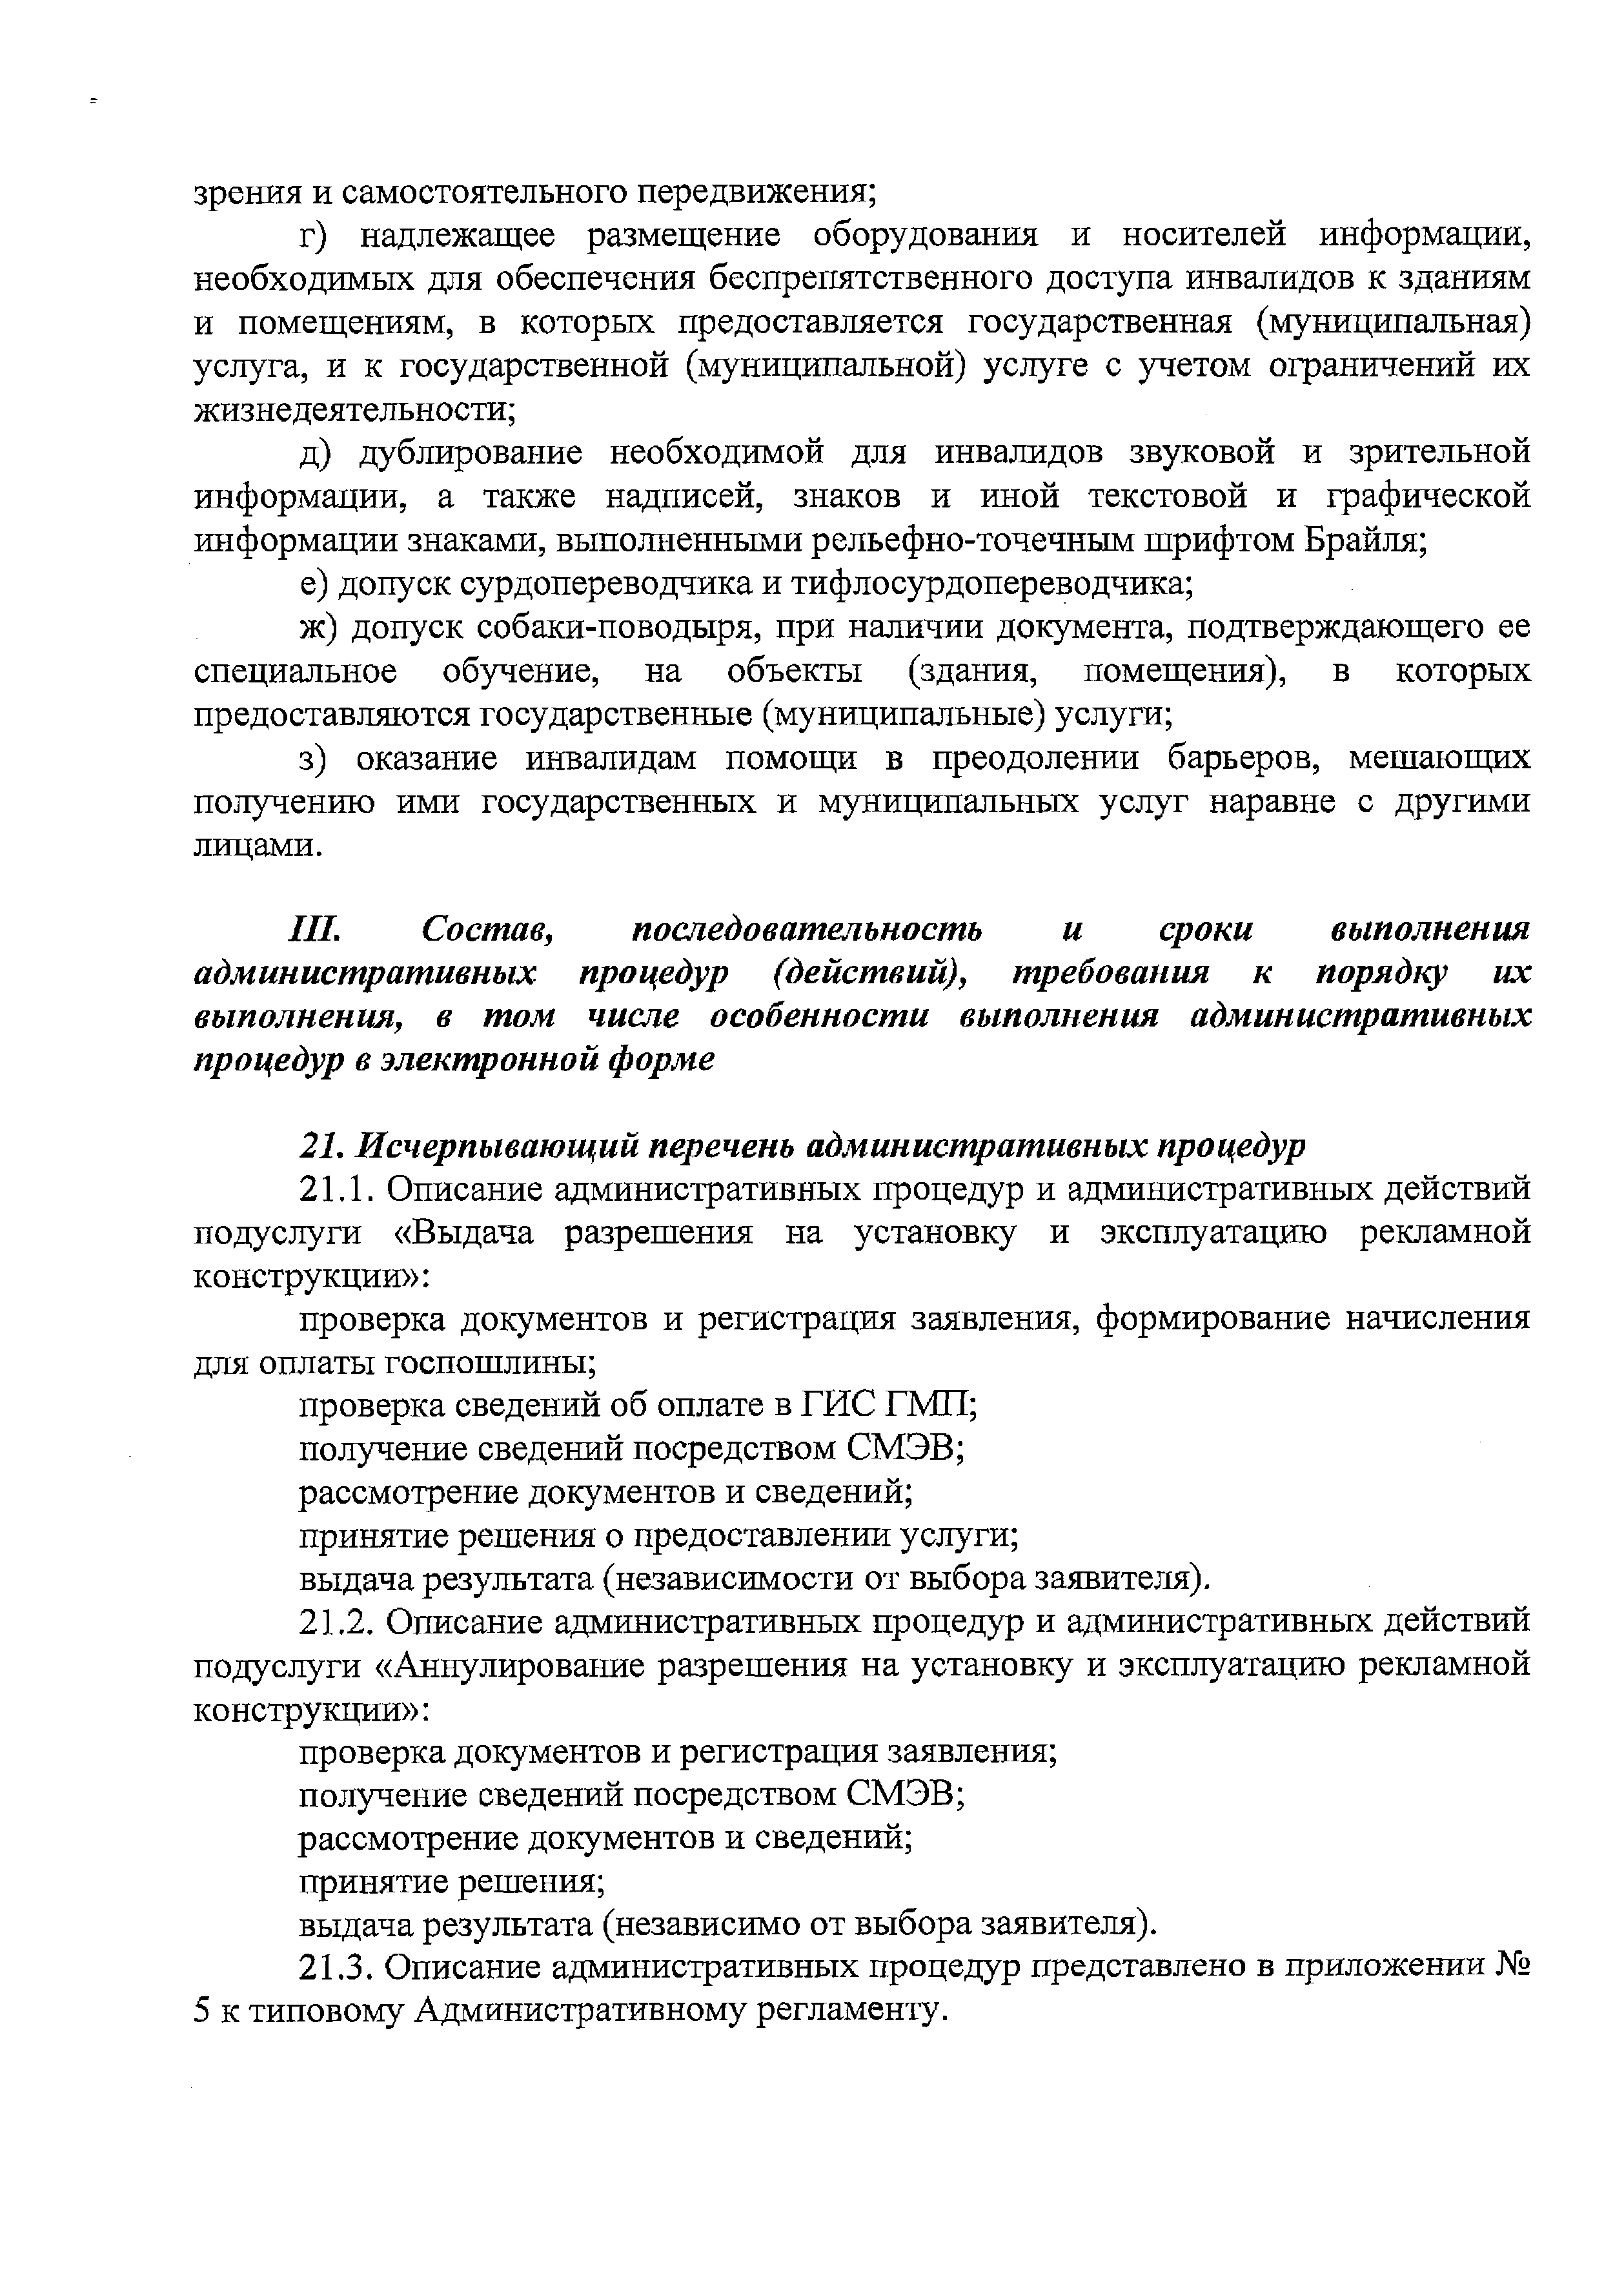 зрения и самостоятельного передвижения;
г) надлежащее размещение оборудования и носителей информации,
необходимых для обеспечения беспрепятственного доступа инвалидов к зданиям
и помещениям, в которых предоставляется государственная (муниципальная)
услуга, и к государственной (муниципальной) услуге с учетом ограничений их
жизнедеятельности;
д) дублирование необходимой для инвалидов звуковой и зрительной
информации, а также надписей, знаков и иной текстовой и графической
информации знаками, выполненными рельефно-точечным шрифтом Брайля;
е) допуск сурдопереводчика и тифлосурдопереводчика;
ж) допуск собаки-поводыря, при наличии документа, подтверждающего ее
специальное обучение, на объекты (здания, помещения), в которых
предоставляются государственные (муниципальные) услуги;
з) оказание инвалидам помощи в преодолении барьеров, мешающих
получению ими государственных и муниципальных услуг наравне с другими
лицами.
III. Состав, последовательность и сроки выполнения
административных процедур (действий), требования к порядку их
выполнения, в том числе особенности выполнения административных
процедур в электронной форме
21. Исчерпывающий перечень административных процедур
21.1. Описание административных процедур и административных действий
подуслуги «Выдача разрешения на установку и эксплуатацию рекламной
конструкции»:
проверка документов и регистрация заявления, формирование начисления
для оплаты госпошлины;
проверка сведений об оплате в ГИС ГМП;
получение сведений посредством СМЭВ;
рассмотрение документов и сведений;
принятие решения о предоставлении услуги;
выдача результата (независимости от выбора заявителя).
21.2. Описание административных процедур и административных действий
подуслуги «Аннулирование разрешения на установку и эксплуатацию рекламной
конструкции»:
проверка документов и регистрация заявления;
получение сведений посредством СМЭВ;
рассмотрение документов и сведений;
принятие решения;
выдача результата (независимо от выбора заявителя).
21.3. Описание административных процедур представлено в приложении №
5 к типовому Административному регламенту.